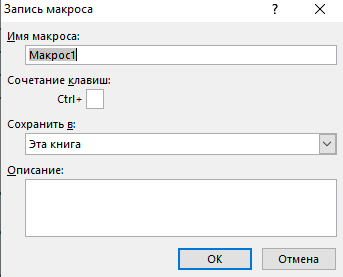 Запись макроса
Имя макроса:
Макрос1
Сочетание клавиш:
Ctrl+
Сохранить в:
Эта книга
Описание:
ОК Отмена